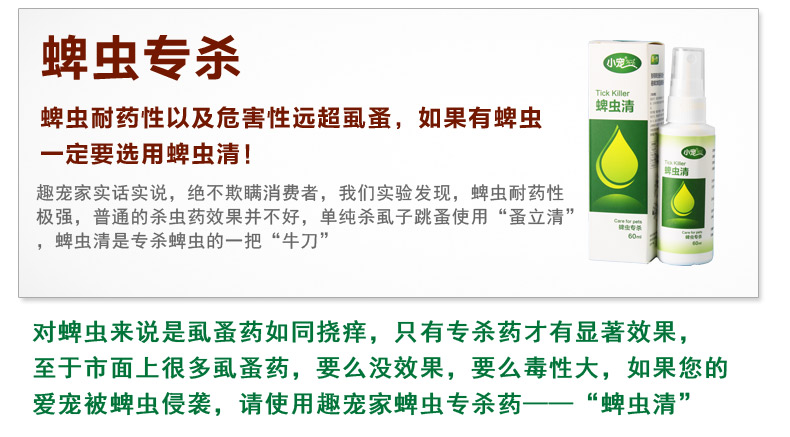 蜱虫专杀
蜱虫耐药性以及危害性远超虱蚤，如果有蜱虫
一定要选用蜱虫清！
趣宠家实话实说，绝不欺瞒消费者，我们实验发现，蜱虫耐药性
极强，普通的杀虫药效果并不好，单纯杀虱子跳蚤使用“蚤立清”
，蜱虫清是专杀蜱虫的一把“牛刀”
小宠
Tick Killer
蜱虫清
Care for pets
蜱虫专杀
60ml
小宠
Tick Killer
蜱虫清
Care for pets
蜱虫专杀
60ml
对蜱虫来说是虱蚤药如同挠痒，只有专杀药才有显著效果，
至于市面上很多虱蚤药，要么没效果，要么毒性大，如果您的
爱宠被蜱虫侵袭，请使用趣宠家蜱虫专杀药——“蜱虫清”